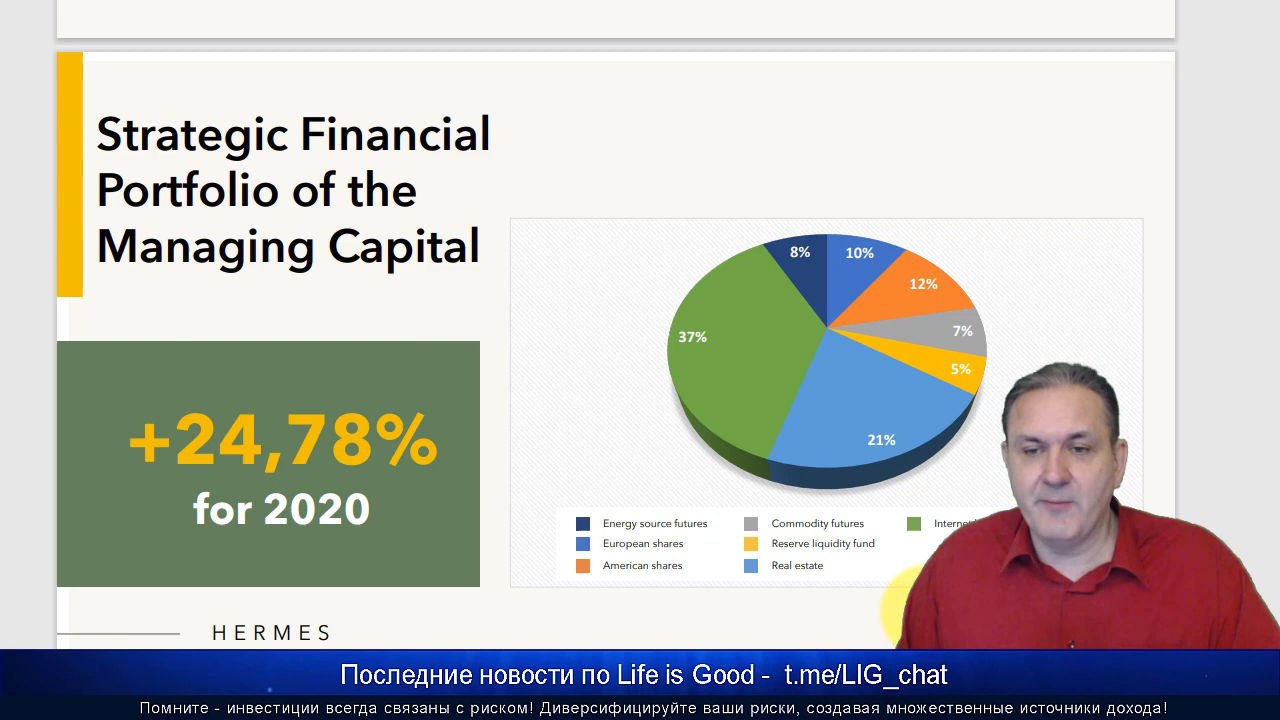 Strategic Financial
Portfolio of the
Managing Capital
+24,78%
for 2020
8%
10%
12%
7%
5%
21%
37%
Energy source futures
Commodity futures
European shares
Reserve liquidity fund
American shares
Real estate
HERMES
Последние новости по Life is Good - t.me/LIG_chat
Помните - инвестиции всегда связаны с риском! Диверсифицируйте ваши риски, создавая множественные источники дохода!